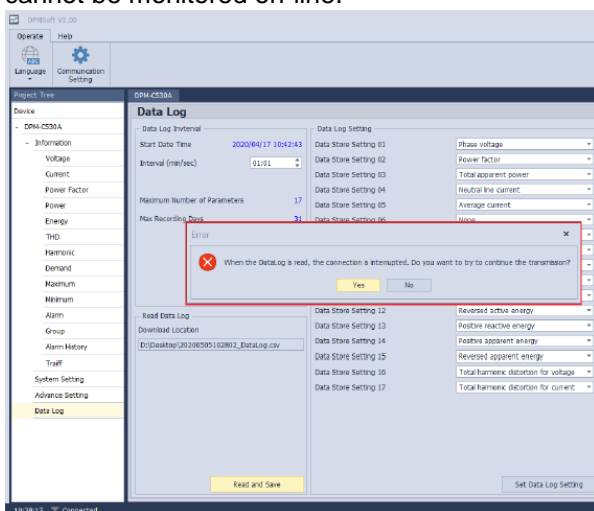 cannot be monitored on-line.
DPMSoft V2.00
Operate Help
ABC
Language
Communication Setting
Project Tree
DPM-C530A
Device
- DPM-C530A
- Information
Voltage
Current
Power Factor
Power
Energy
THD
Harmonic
Demand
Maximum
Minimum
Alarm
Group
Alarm History
Traiff
System Setting
Advance Setting
Data Log
Data Log
Data Log Invterval
Start Date Time 2020/04/17 10:42:43
Interval (min/sec) 01:01
Maximum Number of Parameters 17
Max Recording Days 31
Data Log Setting
Data Store Setting 01 Phase voltage
Data Store Setting 02 Power factor
Data Store Setting 03 Total apparent power
Data Store Setting 04 Neutral line current
Data Store Setting 05 Average current
Data Store Setting 06 None
Error
When the DataLog is read, the connection is interrupted. Do you want to try to continue the transmission?
Yes No
Read Data Log
Download Location
D:\Desktop\20200505102802_DataLog.csv
Data Store Setting 12 Reversed active energy
Data Store Setting 13 Positive reactive energy
Data Store Setting 14 Positive apparent energy
Data Store Setting 15 Reversed apparent energy
Data Store Setting 16 Total harmonic distortion for voltage
Data Store Setting 17 Total harmonic distortion for current
Read and Save
Set Data Log Setting
Connected